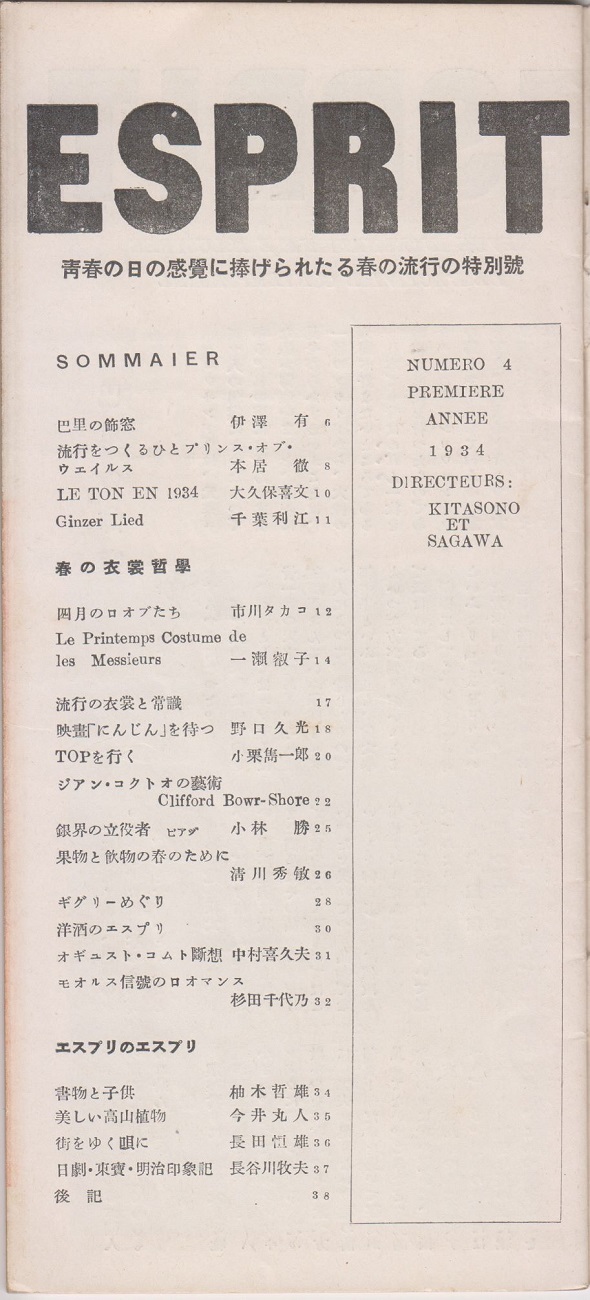 ESPRIT
靑春の日の感覺に捧げられたる春の流行の特別號
SOMMAIER
巴里の飾窓 伊澤 有 6
流行をつくるひとプリンス・オブ・
ウェイルス 本居 徹 8
LE TON EN 1934 大久保喜文 10
Ginzer Lied 千葉利江 11
春の衣裳哲學
四月のロオブたち 市川タカコ 12
Le Printemps Costume de
les Messieurs 一瀬叡子 14
流行の衣裳と常識 17
映畫「にんじん」を待つ 野口久光 18
TOPを行く 小栗雋一郎 20
ジアン・コクトオの藝術
Clifford Bowr-Shore 22
銀界の立役者 ピアヂ 小林 勝 25
果物と飮物の春のために
淸川秀敏 26
ギグリーめぐり 28
洋酒のエスプリ 30
オギュスト・コムト斷想 中村喜久夫 31
モオルス信號のロオマンス
杉田千代乃 32
エスプリのエスプリ
書物と子供 柚木哲雄 34
美しい高山植物 今井丸人 35
街をゆく唄に 長田恒雄 36
日劇・東寶・明治印象記 長谷川牧夫 37
後記 38
NUMERO 4
PREMIERE
ANNEE
1934
DIRECTEURS:
KITASONO
ET
SAGAWA